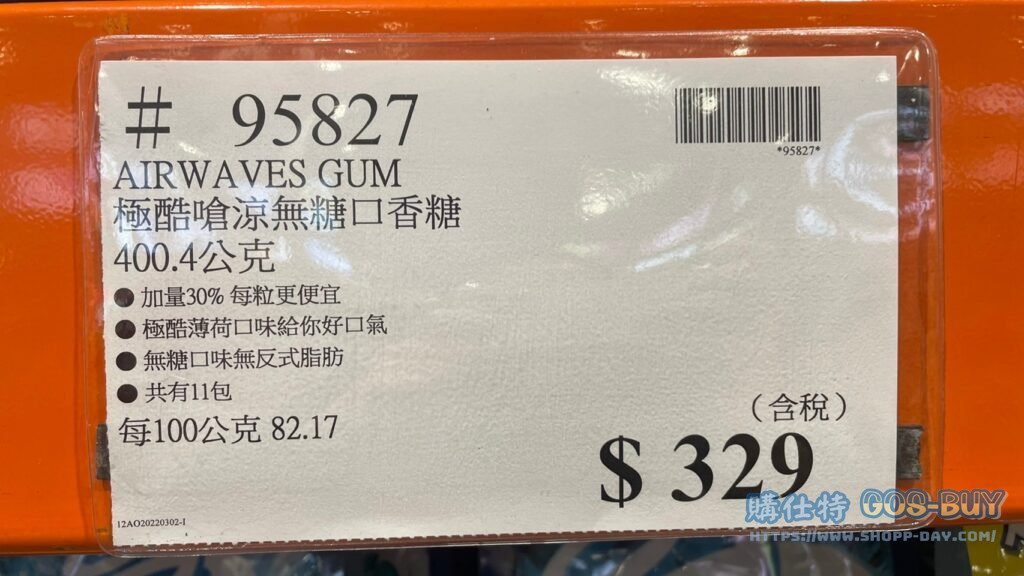 # 95827
*95827*
AIRWAVES GUM
極酷嗆涼無糖口香糖
400.4公克
● 加量30% 每粒更便宜
● 極酷薄荷口味給你好口氣
● 無糖口味無反式脂肪
● 共有11包
每100公克 82.17
（含稅）
$ 329
12AO20220302-I
購仕特 GOS-BUY
HTTPS://WWW.SHOPP-DAY.COM/